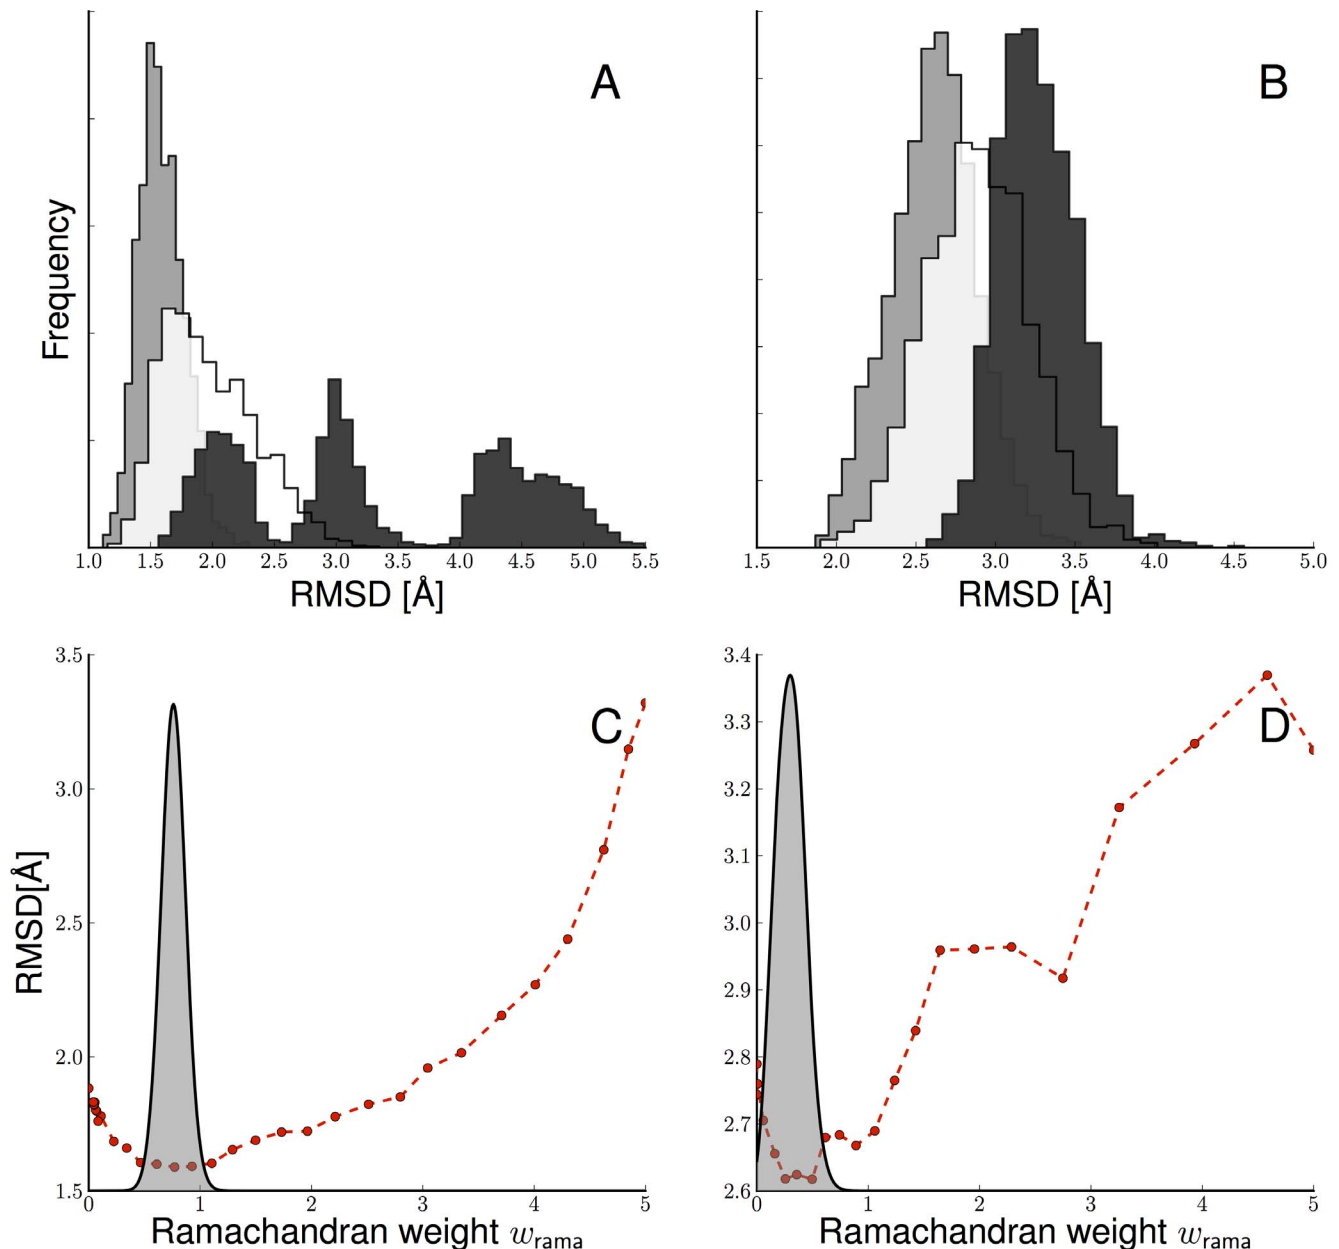 A
B
Frequency
1.0 1.5 2.0 2.5 3.0 3.5 4.0 4.5 5.0 5.5
1.5 2.0 2.5 3.0 3.5 4.0 4.5 5.0
RMSD [Å]
RMSD [Å]
3.5
3.0
2.5
2.0
1.5
C
RMSD[Å]
0 1 2 3 4 5
Ramachandran weight wrama
3.4
3.3
3.2
3.1
3.0
2.9
2.8
2.7
2.6
D
0 1 2 3 4 5
Ramachandran weight wrama